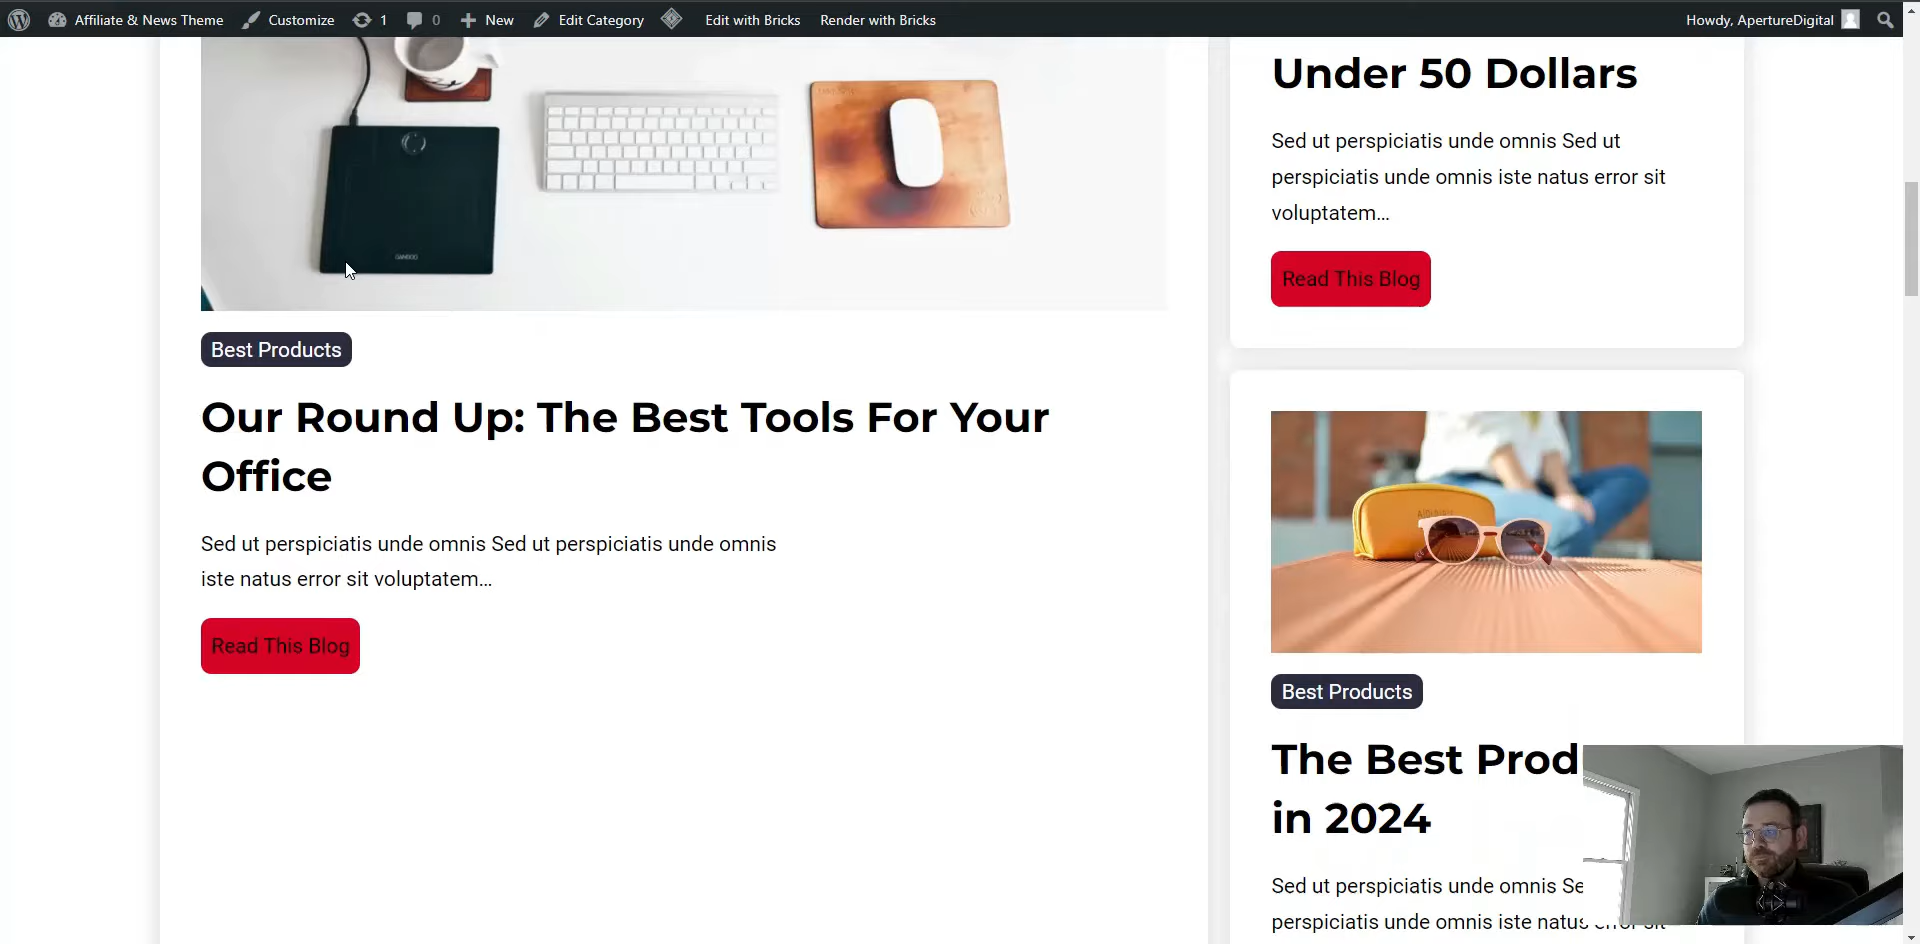 Affiliate & News Theme Customize 1 0 New Edit Category Edit with Bricks Render with Bricks Howdy, ApertureDigital
Best Products
Our Round Up: The Best Tools For Your
Office
Sed ut perspiciatis unde omnis Sed ut perspiciatis unde omnis
iste natus error sit voluptatem...
Read This Blog
Under 50 Dollars
Sed ut perspiciatis unde omnis Sed ut
perspiciatis unde omnis iste natus error sit
voluptatem...
Read This Blog
Best Products
The Best Prod
in 2024
Sed ut perspiciatis unde omnis Se
perspiciatis unde omnis iste natus error sit